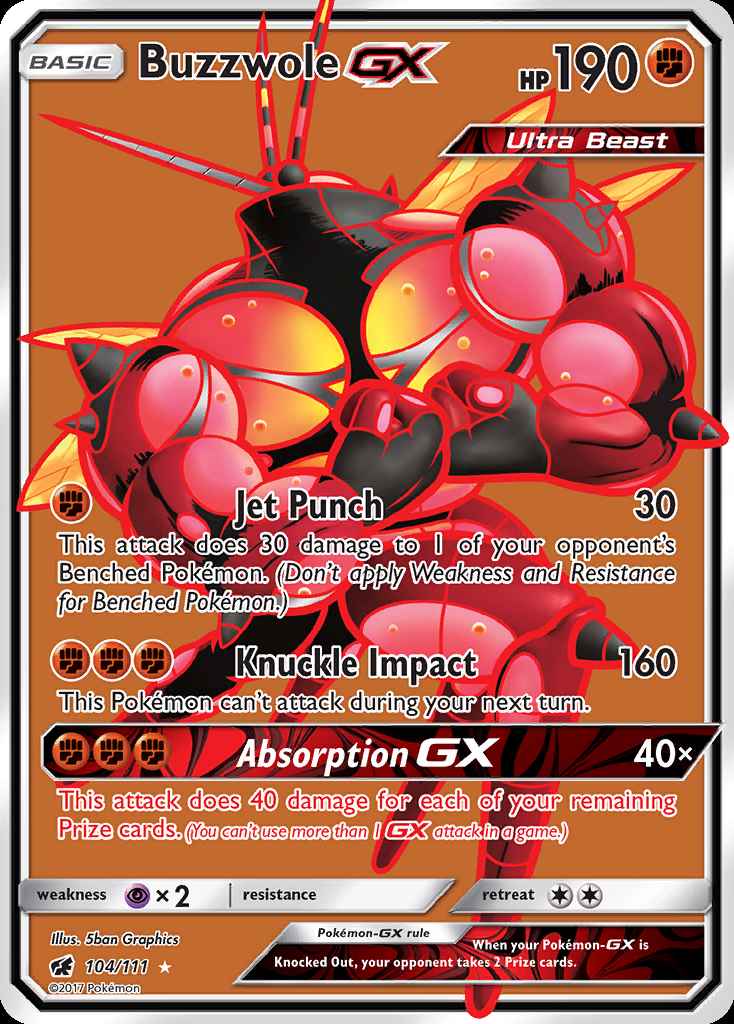 BASIC Buzzwole GX HP 190
Ultra Beast
Jet Punch 30
This attack does 30 damage to 1 of your opponent's
Benched Pokémon. (Don't apply Weakness and Resistance
for Benched Pokémon.)
Knuckle Impact 160
This Pokémon can't attack during your next turn.
Absorption GX 40×
This attack does 40 damage for each of your remaining
Prize cards. (You can't use more than 1 GX attack in a game.)
weakness ×2 resistance retreat
Illus. 5ban Graphics
104/111
©2017 Pokémon
Pokémon-GX rule
When your Pokémon-GX is
Knocked Out, your opponent takes 2 Prize cards.